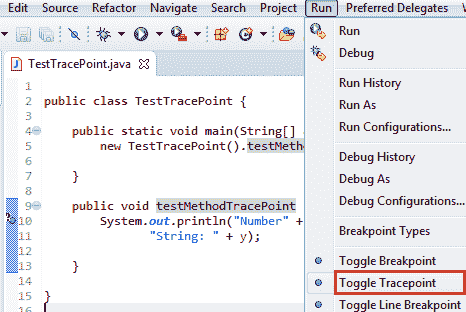 Edit Source Refactor Navigate Search Project Run Preferred Delegates
TestTracePoint.java
1
2 public class TestTracePoint {
3
4 public static void main(String[]
5 new TestTracePoint().testMetho
6
7 }
8
9 public void testMethodTracePoint
10 System.out.println("Number" +
11 "String: " + y);
12
13 }
14
15 }
16
Run
Debug
Run History
Run As
Run Configurations...
Debug History
Debug As
Debug Configurations...
Breakpoint Types
Toggle Breakpoint
Toggle Tracepoint
Toggle Line Breakpoint